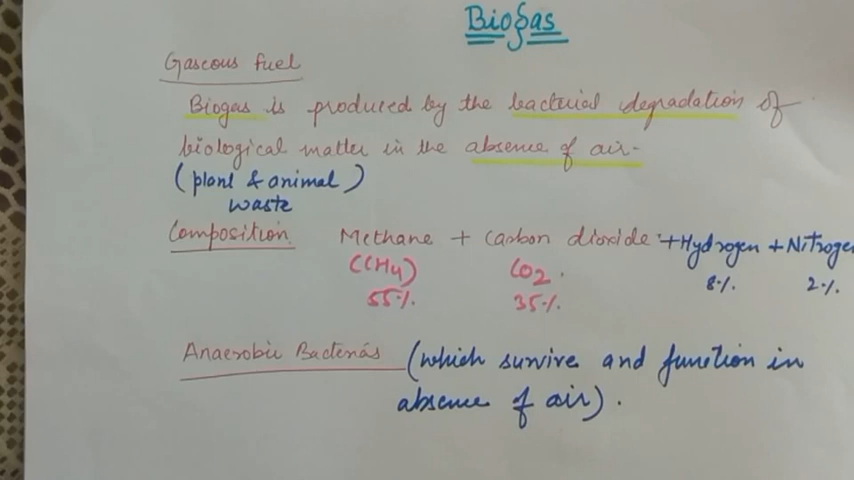 Biogas
Gaseous fuel
Biogas is produced by the bacterial degradation of
biological matter in the absence of air-
(plant & animal)
waste
Composition Methane + Carbon dioxide + Hydrogen + Nitrogen
(CH4) CO2. 8%. 2%.
55%. 35%.
Anaerobic Bacterias (which survive and function in
absence of air).